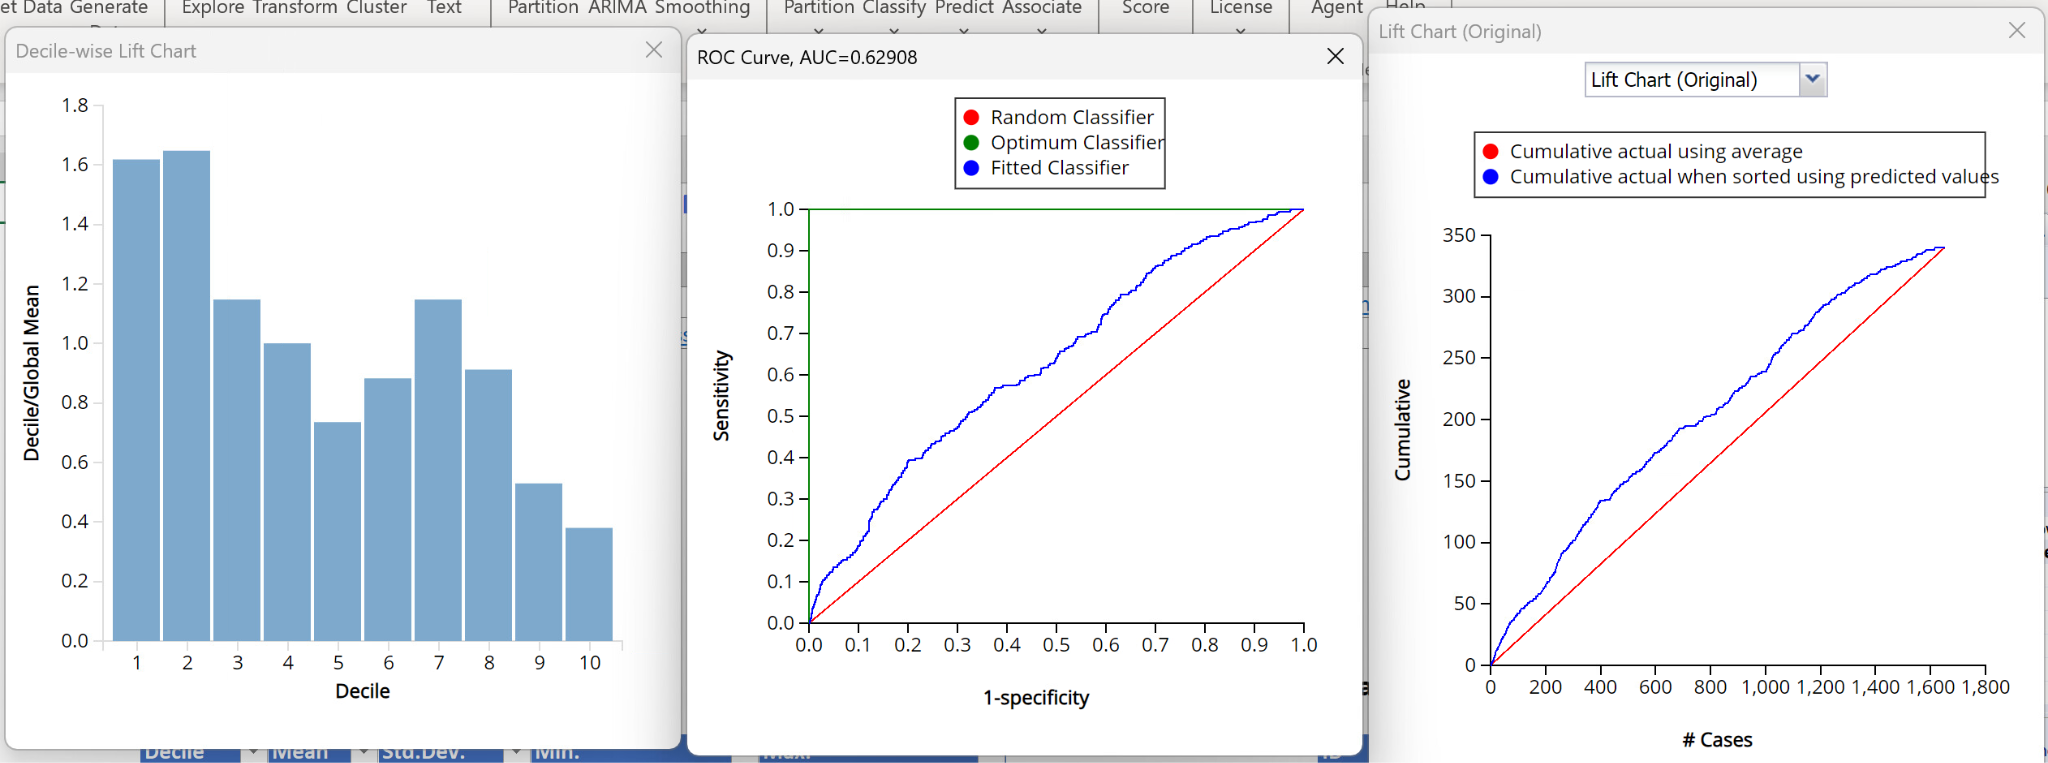 et Data Generate Explore Transform Cluster Text Partition ARIMA Smoothing Partition Classify Predict Associate Score License Agent Help
Decile-wise Lift Chart
1.8
1.6
1.4
1.2
1.0
0.8
0.6
0.4
0.2
0.0
Decile/Global Mean
1 2 3 4 5 6 7 8 9 10
Decile
ROC Curve, AUC=0.62908
Random Classifier
Optimum Classifier
Fitted Classifier
1.0
0.9
0.8
0.7
0.6
0.5
0.4
0.3
0.2
0.1
0.0
Sensitivity
0.0 0.1 0.2 0.3 0.4 0.5 0.6 0.7 0.8 0.9 1.0
1-specificity
Lift Chart (Original)
Lift Chart (Original)
Cumulative actual using average
Cumulative actual when sorted using predicted values
350
300
250
200
150
100
50
0
Cumulative
0 200 400 600 800 1,000 1,200 1,400 1,600 1,800
# Cases
Decile Mean Std.Dev. Min. Max. ID